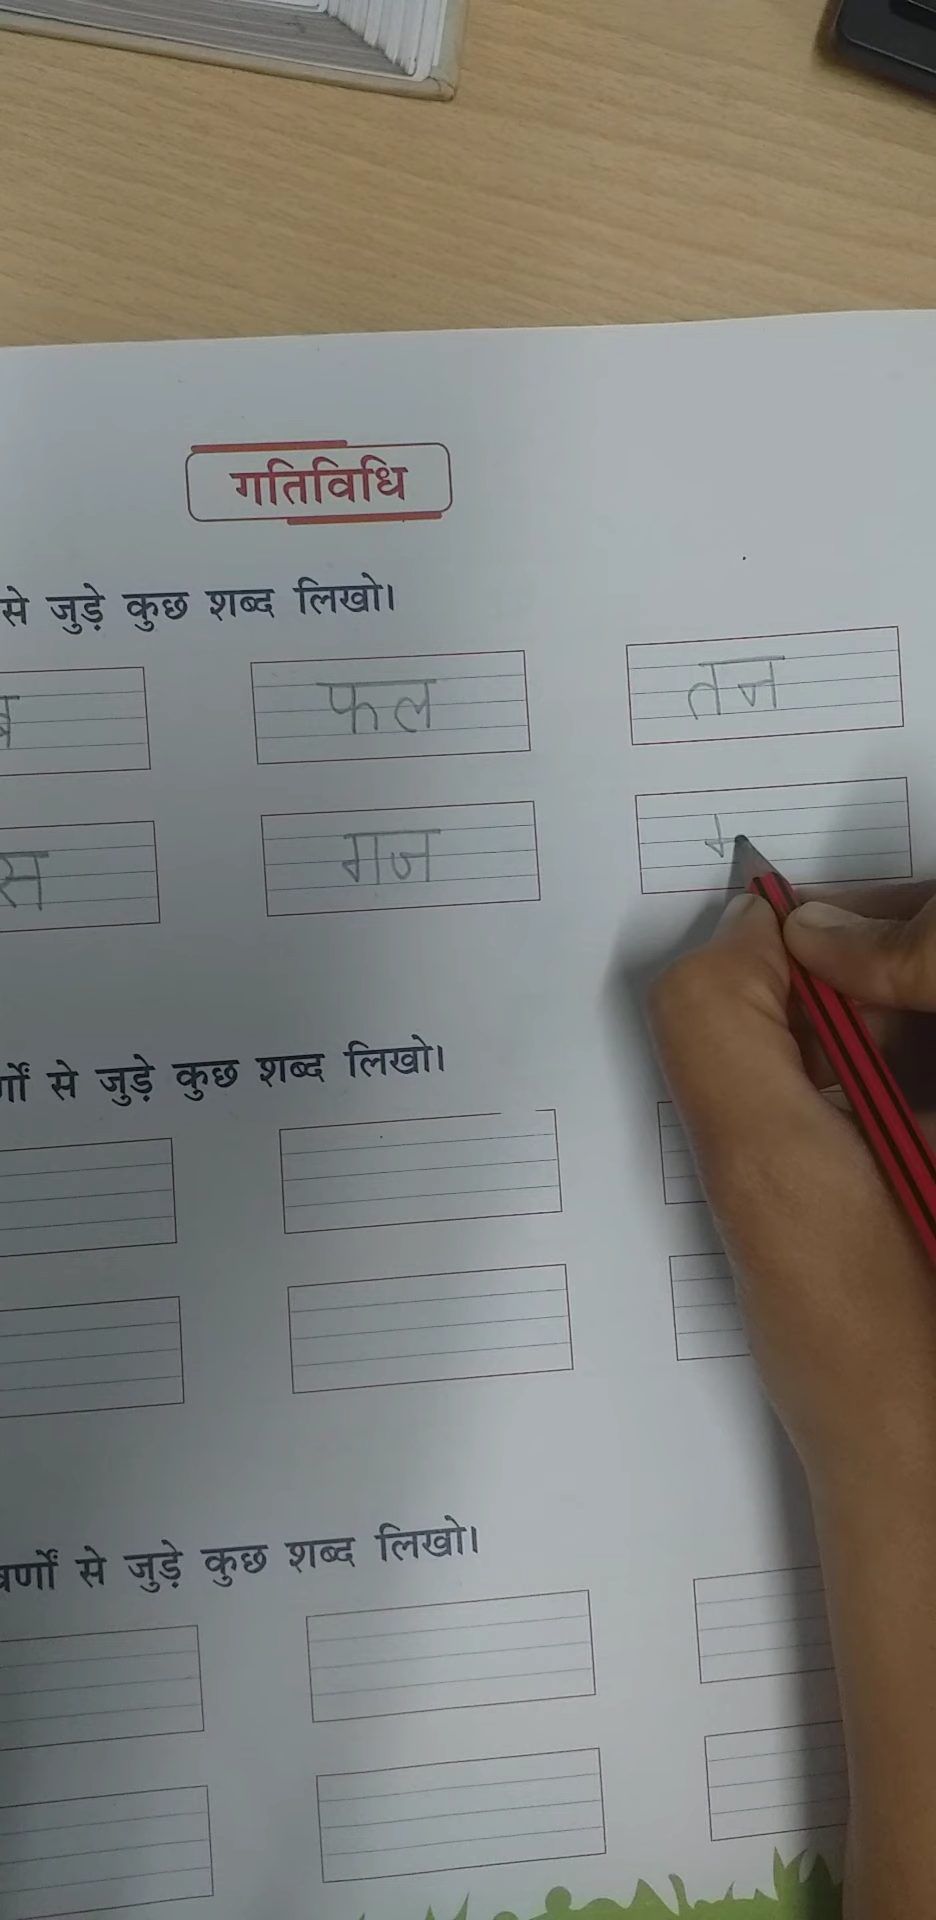 गतिविधि
से जुड़े कुछ शब्द लिखो।
फल तन
स गज
र्णों से जुड़े कुछ शब्द लिखो।
वर्णों से जुड़े कुछ शब्द लिखो।